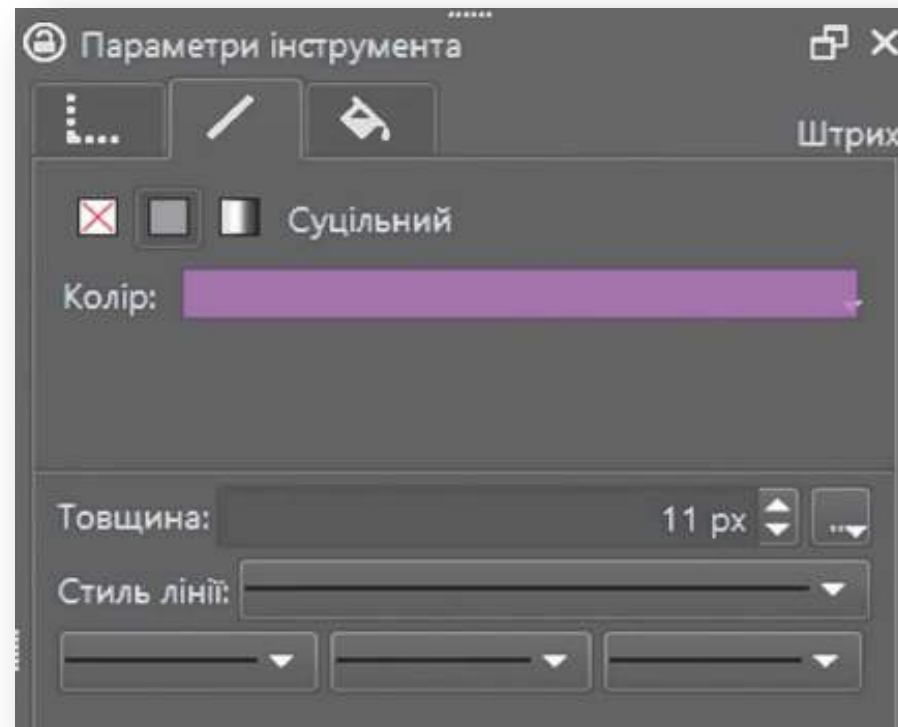 Параметри інструмента
Штрих
Суцільний
Колір:
Товщина: 11 px
Стиль лінії: